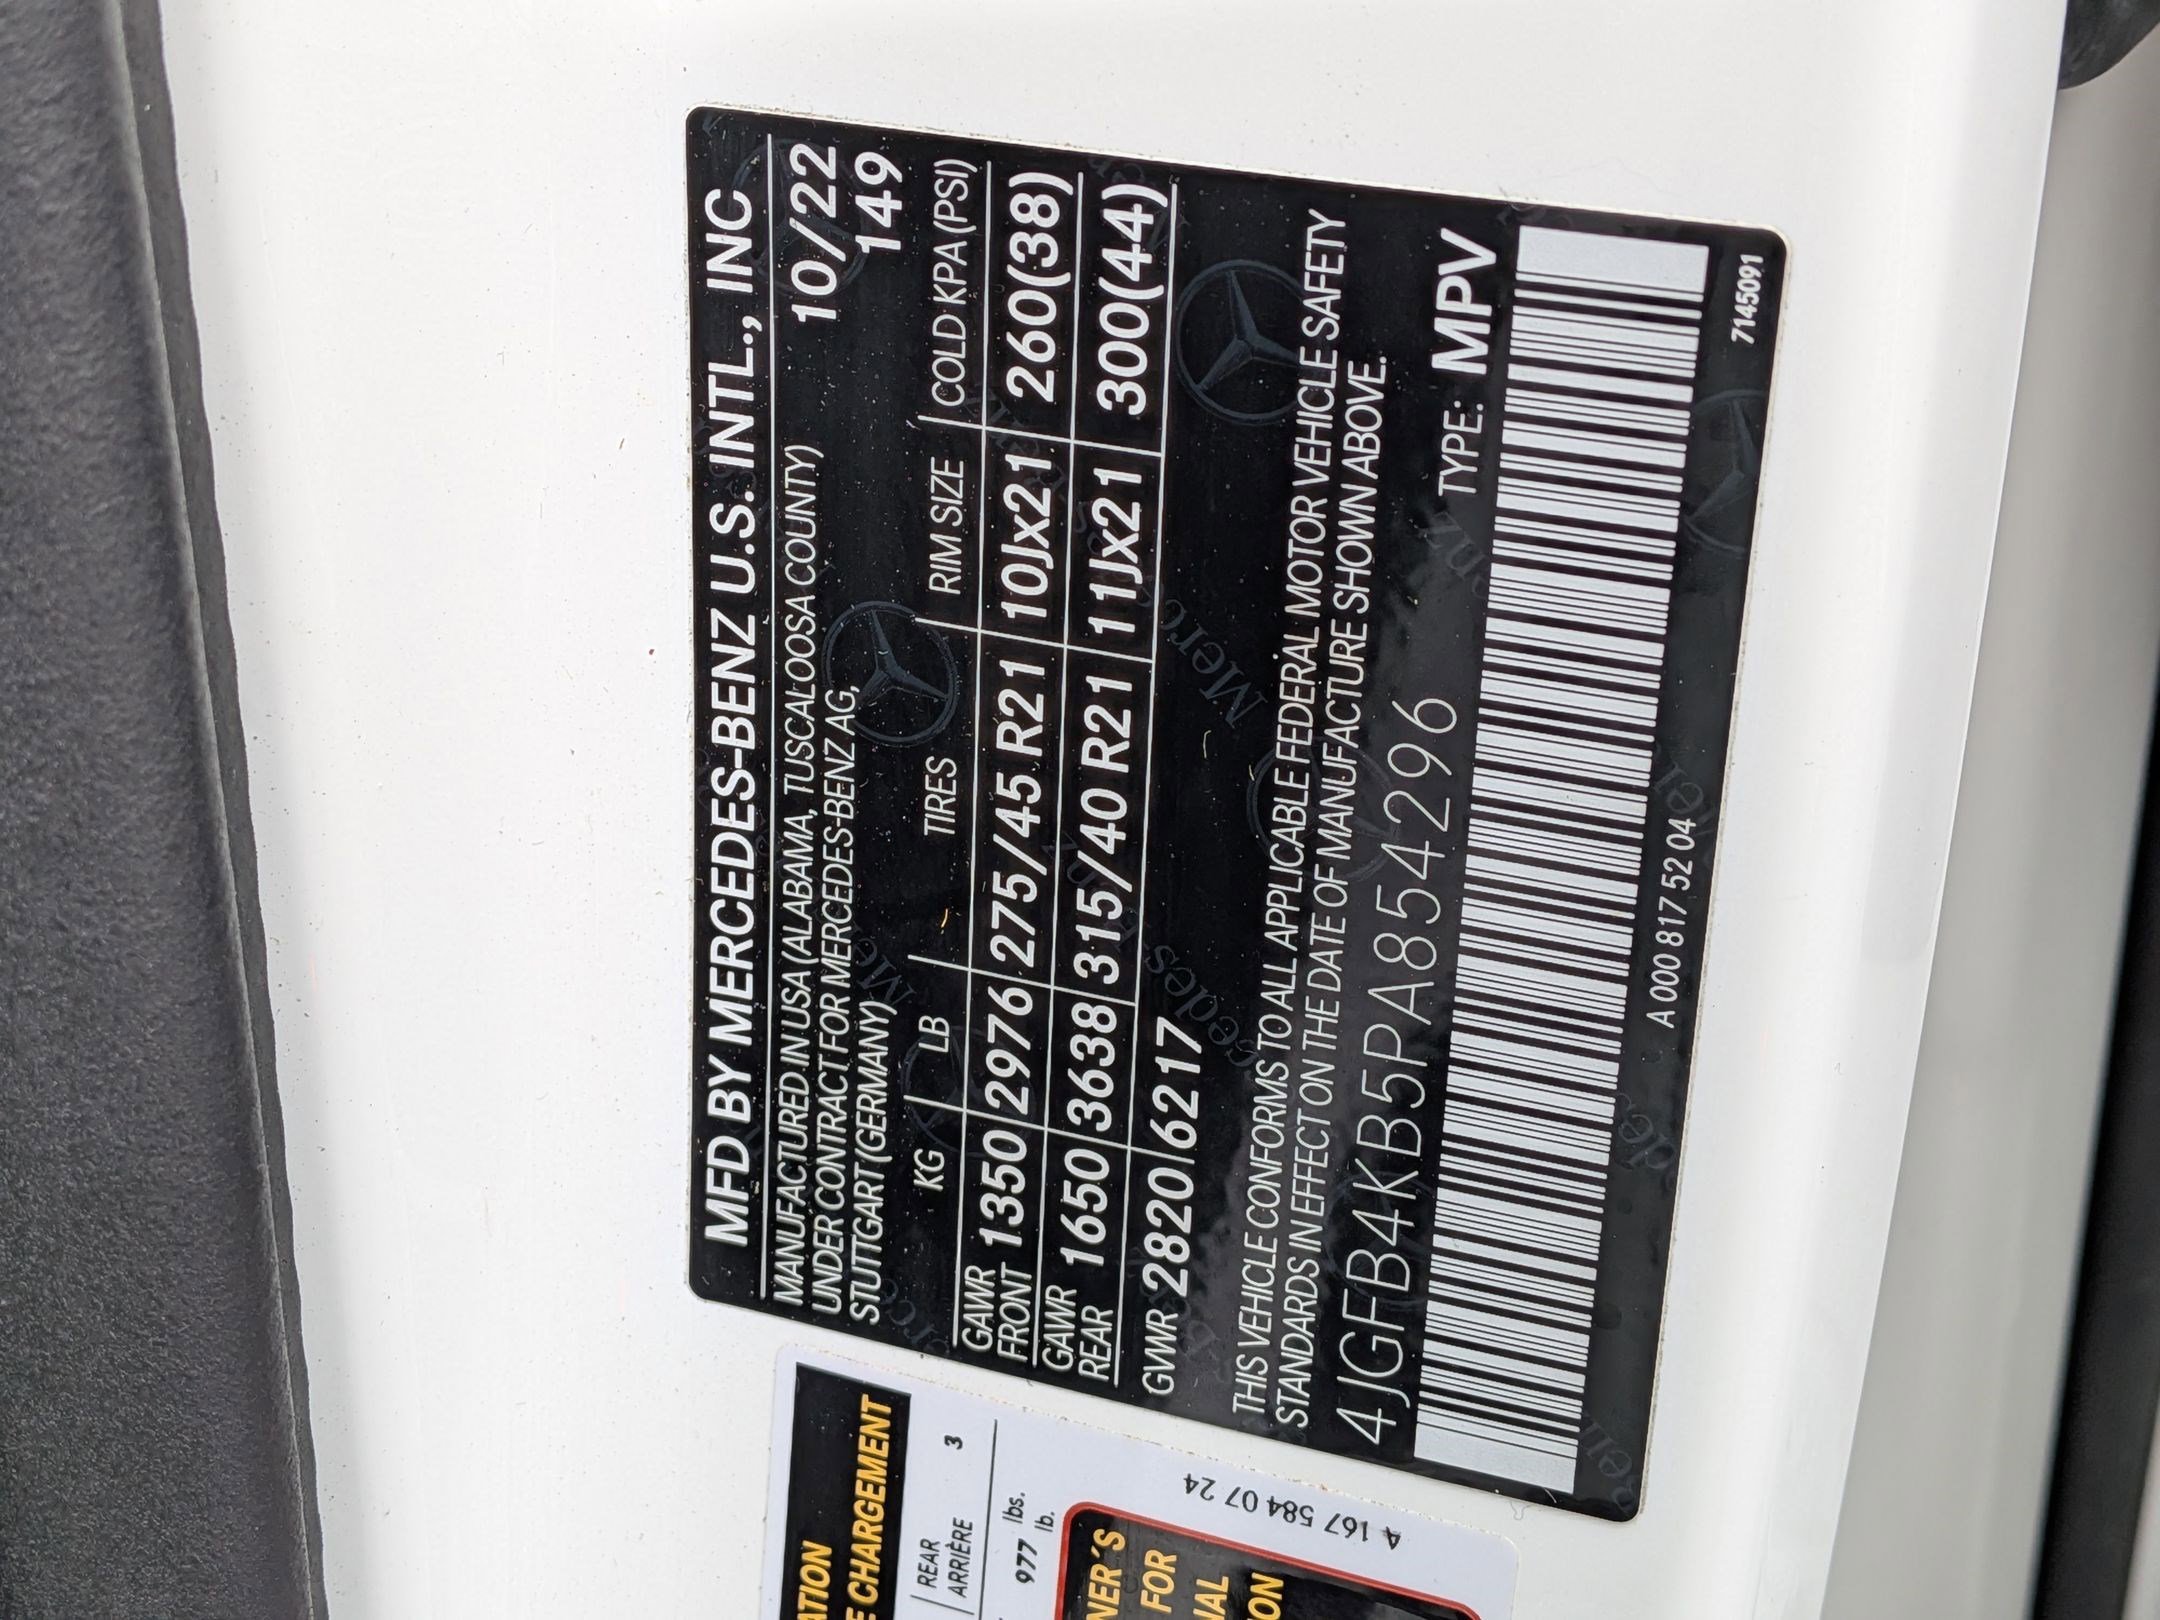 MFD BY MERCEDES-BENZ U.S. INTL., INC
MANUFACTURED IN USA (ALABAMA, TUSCALOOSA COUNTY) 10/22
UNDER CONTRACT FOR MERCEDES-BENZ AG, 149
STUTTGART (GERMANY)
KG LB TIRES RIM SIZE COLD KPA (PSI)
GAWR FRONT 1350 2976 275/45 R21 10Jx21 260(38)
GAWR REAR 1650 3638 315/40 R21 11Jx21 300(44)
GVWR 2820 6217
THIS VEHICLE CONFORMS TO ALL APPLICABLE FEDERAL MOTOR VEHICLE SAFETY
STANDARDS IN EFFECT ON THE DATE OF MANUFACTURE SHOWN ABOVE.
4JGFB4KB5PA854296 TYPE: MPV
A 000 817 52 04 7145091
REAR
ARRIÈRE 3
977 lbs.
lb.
CHARGEMENT
FOR
A 167 584 07 24